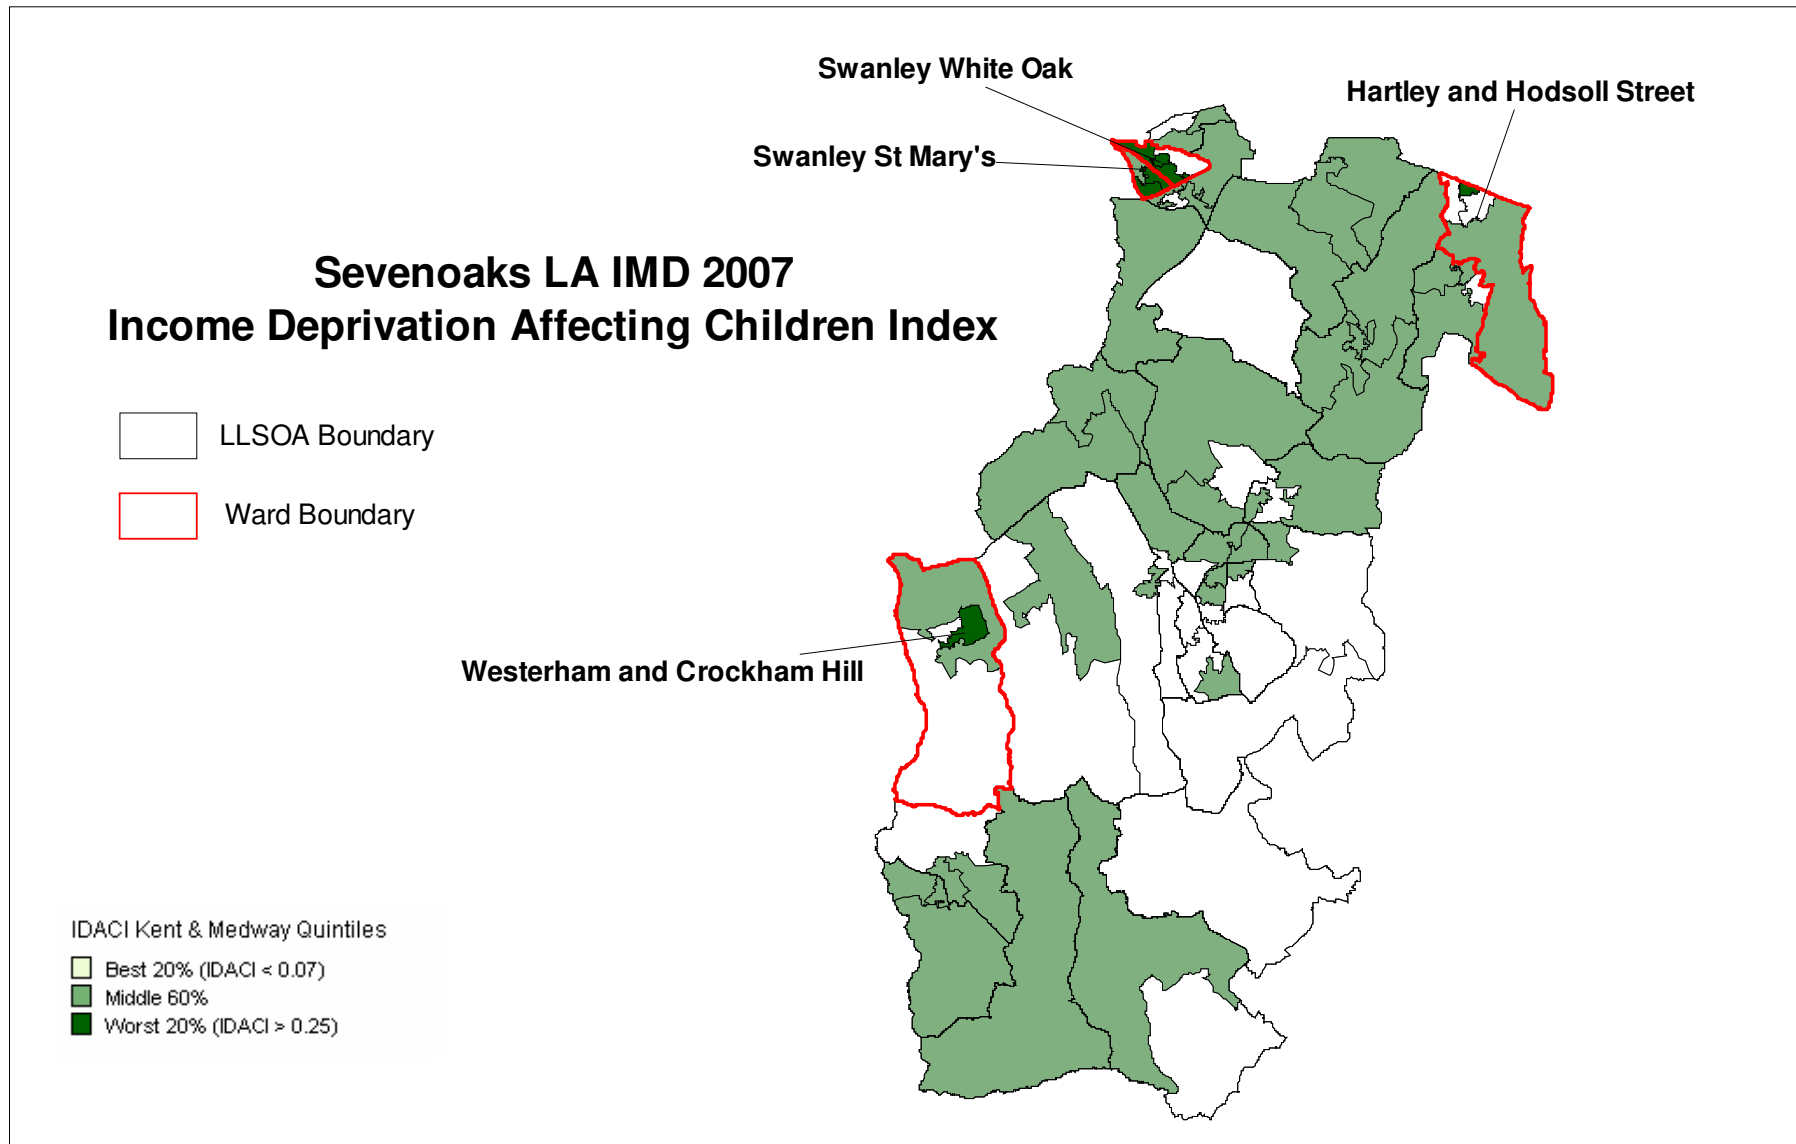 Swanley White Oak
Hartley and Hodsoll Street
Swanley St Mary's
Sevenoaks LA IMD 2007
Income Deprivation Affecting Children Index
LLSOA Boundary
Ward Boundary
Westerham and Crockham Hill
IDACI Kent & Medway Quintiles
Best 20% (IDACI < 0.07)
Middle 60%
Worst 20% (IDACI > 0.25)